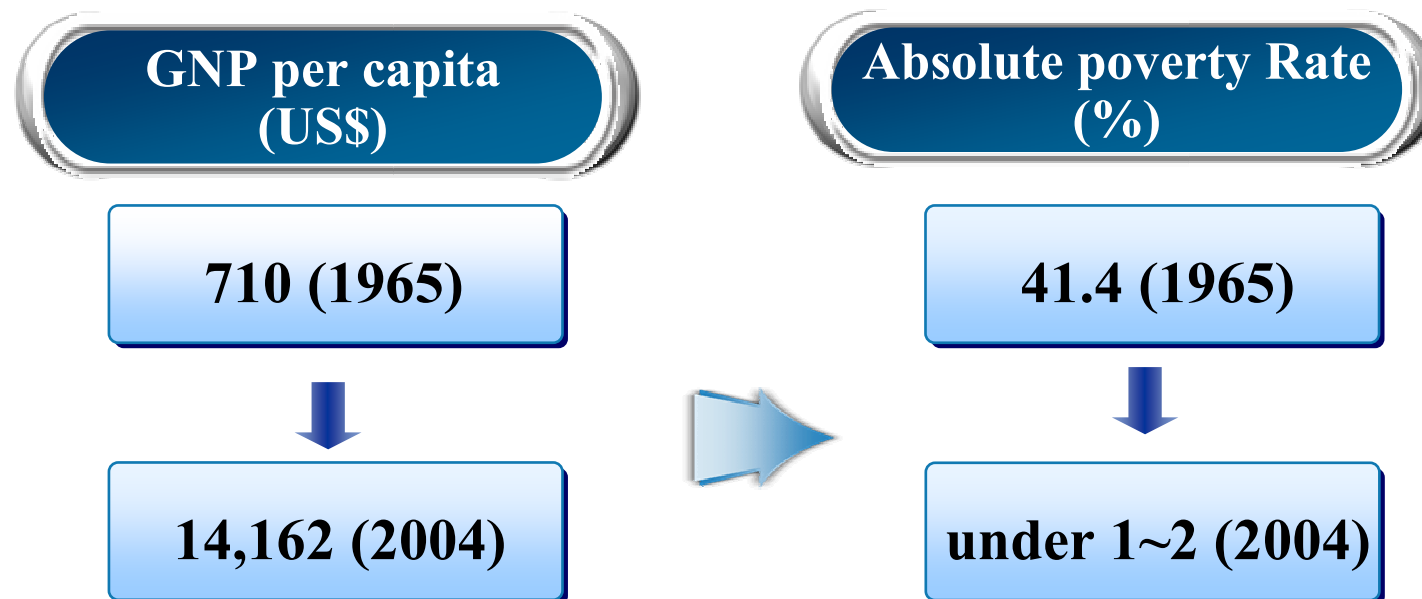 GNP per capita
(US$)
710 (1965)
14,162 (2004)
Absolute poverty Rate
(%)
41.4 (1965)
under 1~2 (2004)